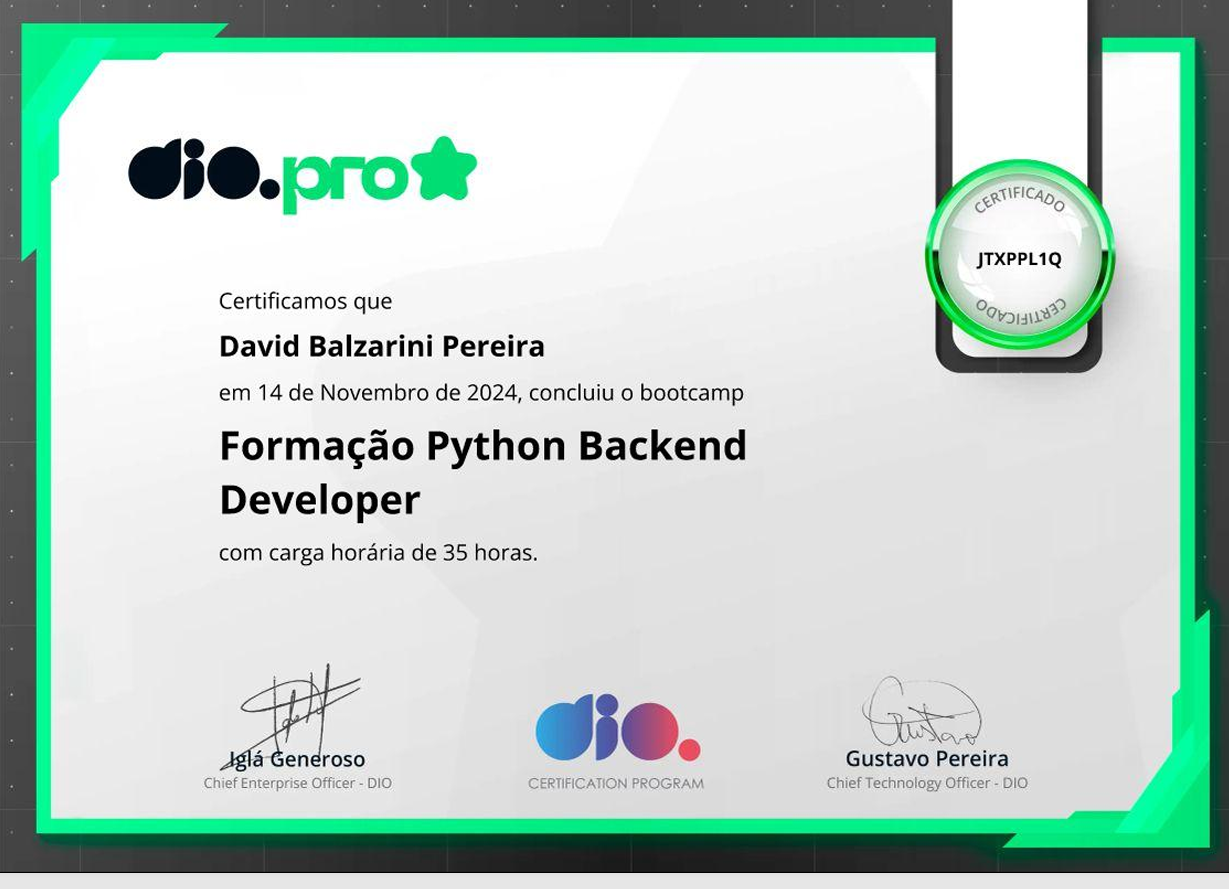 dio.pro
CERTIFICADO
JTXPPL1Q
CERTIFICADO
Certificamos que
David Balzarini Pereira
em 14 de Novembro de 2024, concluiu o bootcamp
Formação Python Backend
Developer
com carga horária de 35 horas.
Iglá Generoso
Chief Enterprise Officer - DIO
dio.
CERTIFICATION PROGRAM
Gustavo
Gustavo Pereira
Chief Technology Officer - DIO